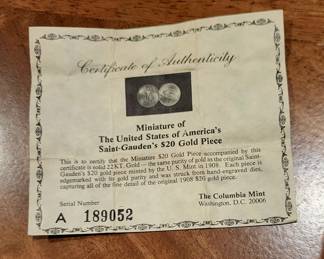 Certificate of Authenticity
Miniature of
The United States of America's
Saint-Gauden's $20 Gold Piece
This is to certify that the Miniature $20 Gold Piece accompanied by this
certificate is solid 22KT. Gold — the same purity of gold in the original Saint-
Gauden's $20 gold piece minted by the U. S. Mint in 1908. Each piece is
edgemarked with its gold purity and was struck from hand-engraved dies,
capturing all of the fine detail of the original 1908 $20 gold piece.
Serial Number
The Columbia Mint
Washington, D.C. 20006
A 189052